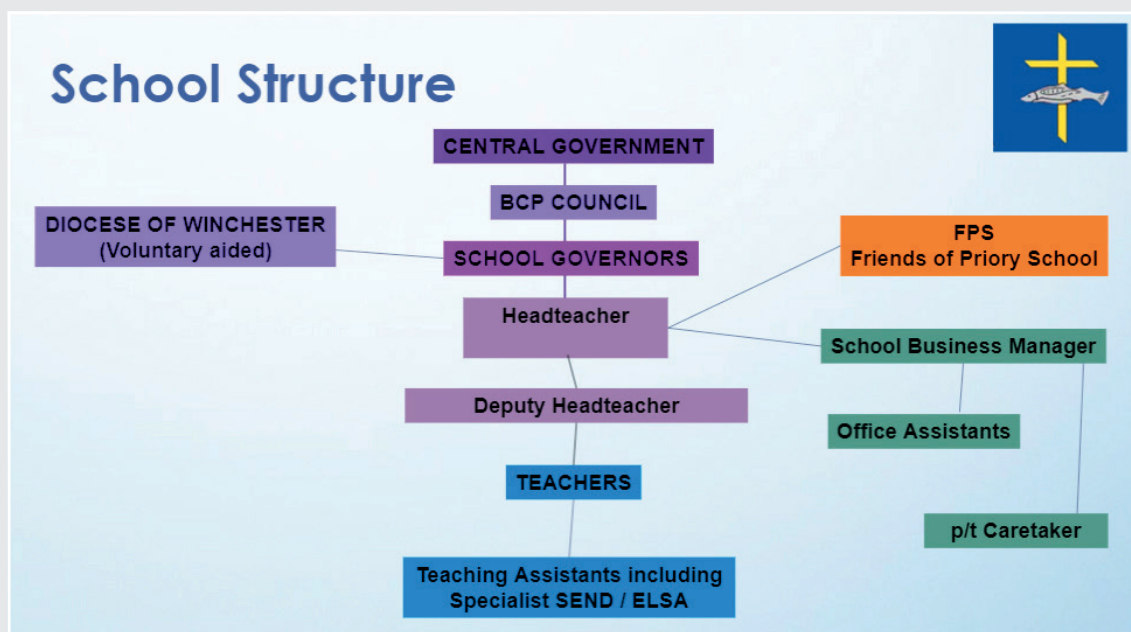 School Structure
CENTRAL GOVERNMENT
BCP COUNCIL
DIOCESE OF WINCHESTER
(Voluntary aided)
SCHOOL GOVERNORS
FPS
Friends of Priory School
Headteacher
School Business Manager
Deputy Headteacher
Office Assistants
TEACHERS
p/t Caretaker
Teaching Assistants including
Specialist SEND / ELSA